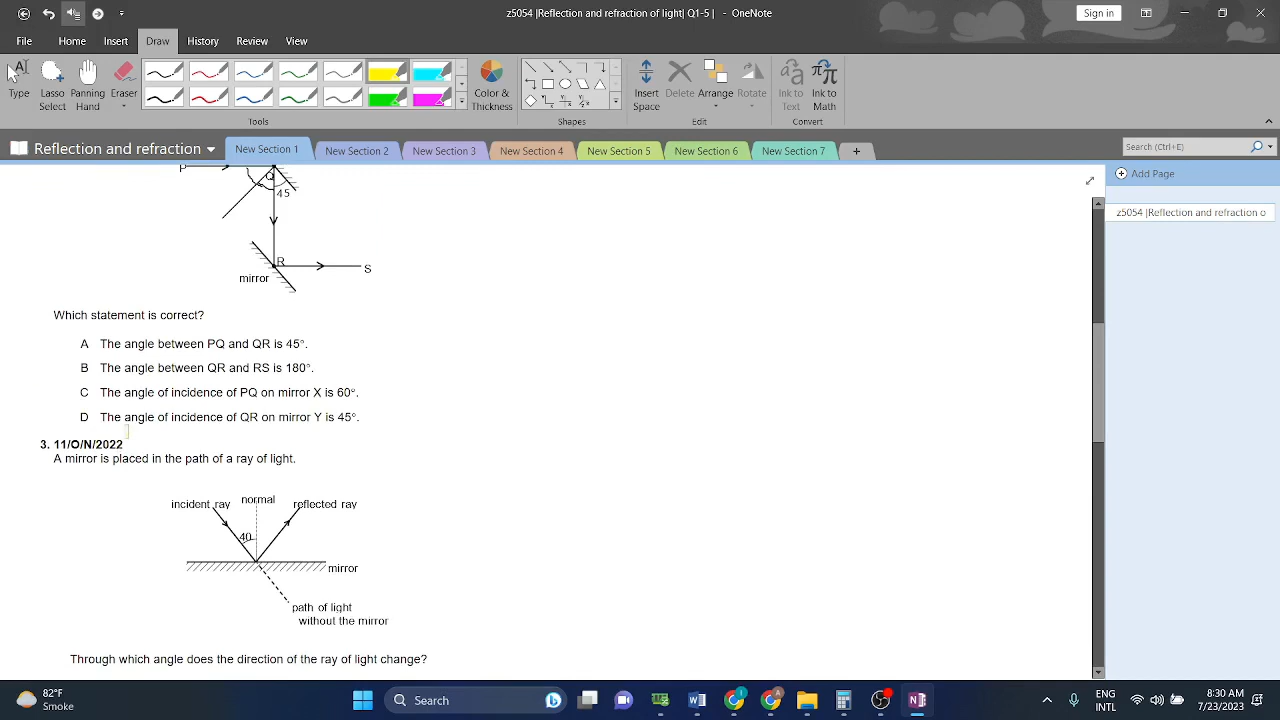 z5054 |Reflection and refraction of light| Q1-5 | - OneNote
Sign in
File Home Insert Draw History Review View
Type
Lasso Select
Panning Hand
Eraser
Color & Thickness
Insert Space
Delete
Arrange
Rotate
Ink to Text
Ink to Math
Tools Shapes Edit Convert
Reflection and refraction New Section 1 New Section 2 New Section 3 New Section 4 New Section 5 New Section 6 New Section 7 +
Search (Ctrl+E)
Add Page
z5054 |Reflection and refraction o
P
Q
45
R
S
mirror
Which statement is correct?
A The angle between PQ and QR is 45°.
B The angle between QR and RS is 180°.
C The angle of incidence of PQ on mirror X is 60°.
D The angle of incidence of QR on mirror Y is 45°.
3. 11/O/N/2022
A mirror is placed in the path of a ray of light.
incident ray normal reflected ray
40
mirror
path of light
without the mirror
Through which angle does the direction of the ray of light change?
82°F
Smoke
Search
ENG
INTL
8:30 AM
7/23/2023